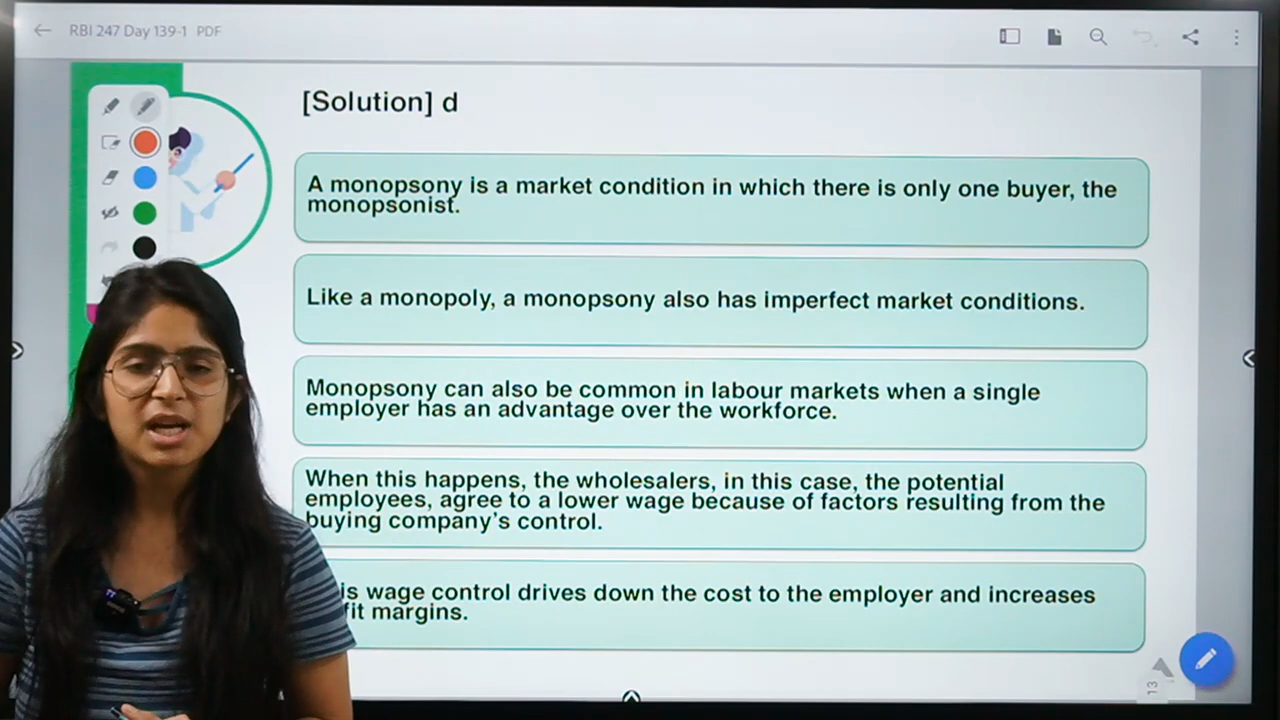 RBI 247 Day 139-1 PDF
[Solution] d
A monopsony is a market condition in which there is only one buyer, the
monopsonist.
Like a monopoly, a monopsony also has imperfect market conditions.
Monopsony can also be common in labour markets when a single
employer has an advantage over the workforce.
When this happens, the wholesalers, in this case, the potential
employees, agree to a lower wage because of factors resulting from the
buying company's control.
is wage control drives down the cost to the employer and increases
fit margins.
13